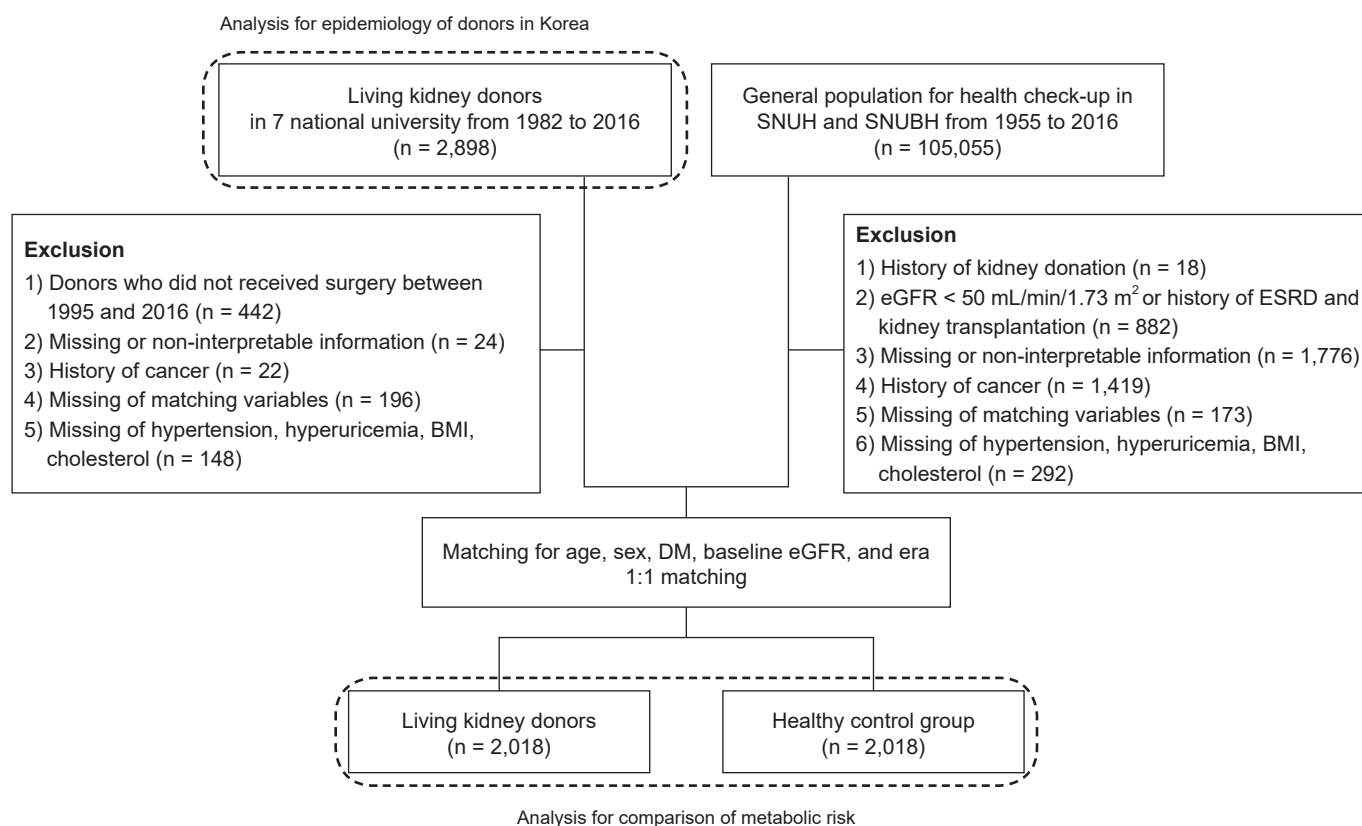 Analysis for epidemiology of donors in Korea
Living kidney donors
in 7 national university from 1982 to 2016
(n = 2,898)
General population for health check-up in
SNUH and SNUBH from 1955 to 2016
(n = 105,055)
Exclusion
1) Donors who did not received surgery between
1995 and 2016 (n = 442)
2) Missing or non-interpretable information (n = 24)
3) History of cancer (n = 22)
4) Missing of matching variables (n = 196)
5) Missing of hypertension, hyperuricemia, BMI,
cholesterol (n = 148)
Exclusion
1) History of kidney donation (n = 18)
2) eGFR < 50 mL/min/1.73 m² or history of ESRD and
kidney transplantation (n = 882)
3) Missing or non-interpretable information (n = 1,776)
4) History of cancer (n = 1,419)
5) Missing of matching variables (n = 173)
6) Missing of hypertension, hyperuricemia, BMI,
cholesterol (n = 292)
Matching for age, sex, DM, baseline eGFR, and era
1:1 matching
Living kidney donors
(n = 2,018)
Healthy control group
(n = 2,018)
Analysis for comparison of metabolic risk